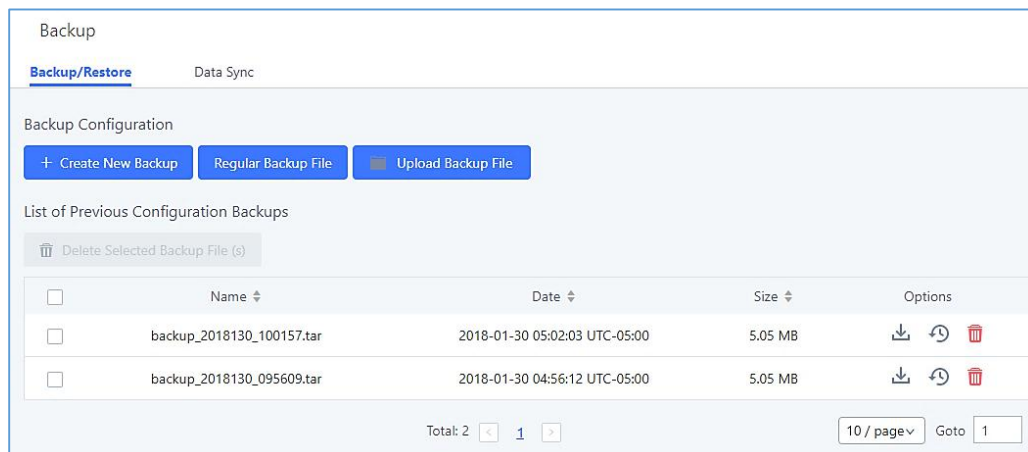 Backup
Backup/Restore Data Sync
Backup Configuration
+ Create New Backup Regular Backup File Upload Backup File
List of Previous Configuration Backups
Delete Selected Backup File (s)
Name Date Size Options
backup_2018130_100157.tar 2018-01-30 05:02:03 UTC-05:00 5.05 MB
backup_2018130_095609.tar 2018-01-30 04:56:12 UTC-05:00 5.05 MB
Total: 2 < 1 > 10 / page Goto 1